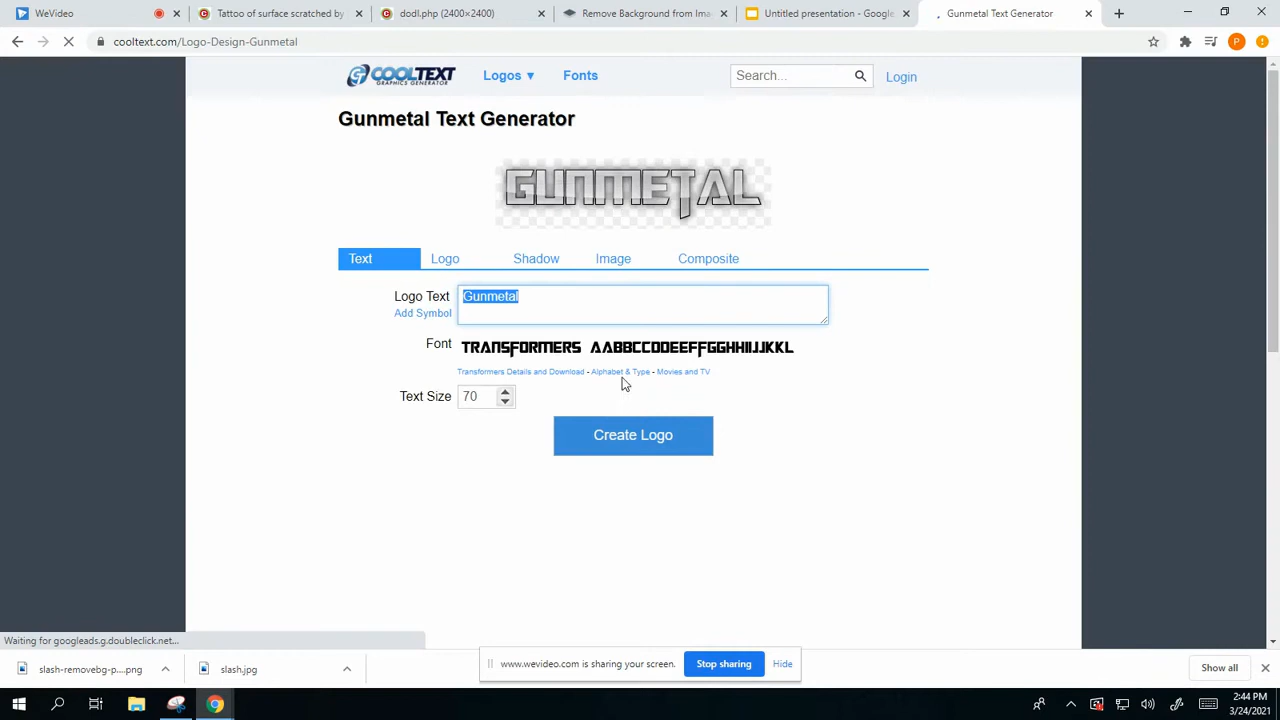 WeVideo
Tattoo of surface scratched by
dodl.php (2400×2400)
Remove Background from Ima
Untitled presentation - Google
Gunmetal Text Generator
cooltext.com/Logo-Design-Gunmetal
P
COOLTEXT
GRAPHICS GENERATOR
Logos ▼
Fonts
Search...
Login
Gunmetal Text Generator
GUNMETAL
Text
Logo
Shadow
Image
Composite
Logo Text
Gunmetal
Add Symbol
Font
TRANSFORMERS AABBCCDDEEFFGGHHIIJJKKL
Transformers Details and Download - Alphabet & Type - Movies and TV
Text Size
70
Create Logo
Waiting for googleads.g.doubleclick.net...
slash-removebg-p....png
slash.jpg
www.wevideo.com is sharing your screen.
Stop sharing
Hide
Show all
2:44 PM
3/24/2021